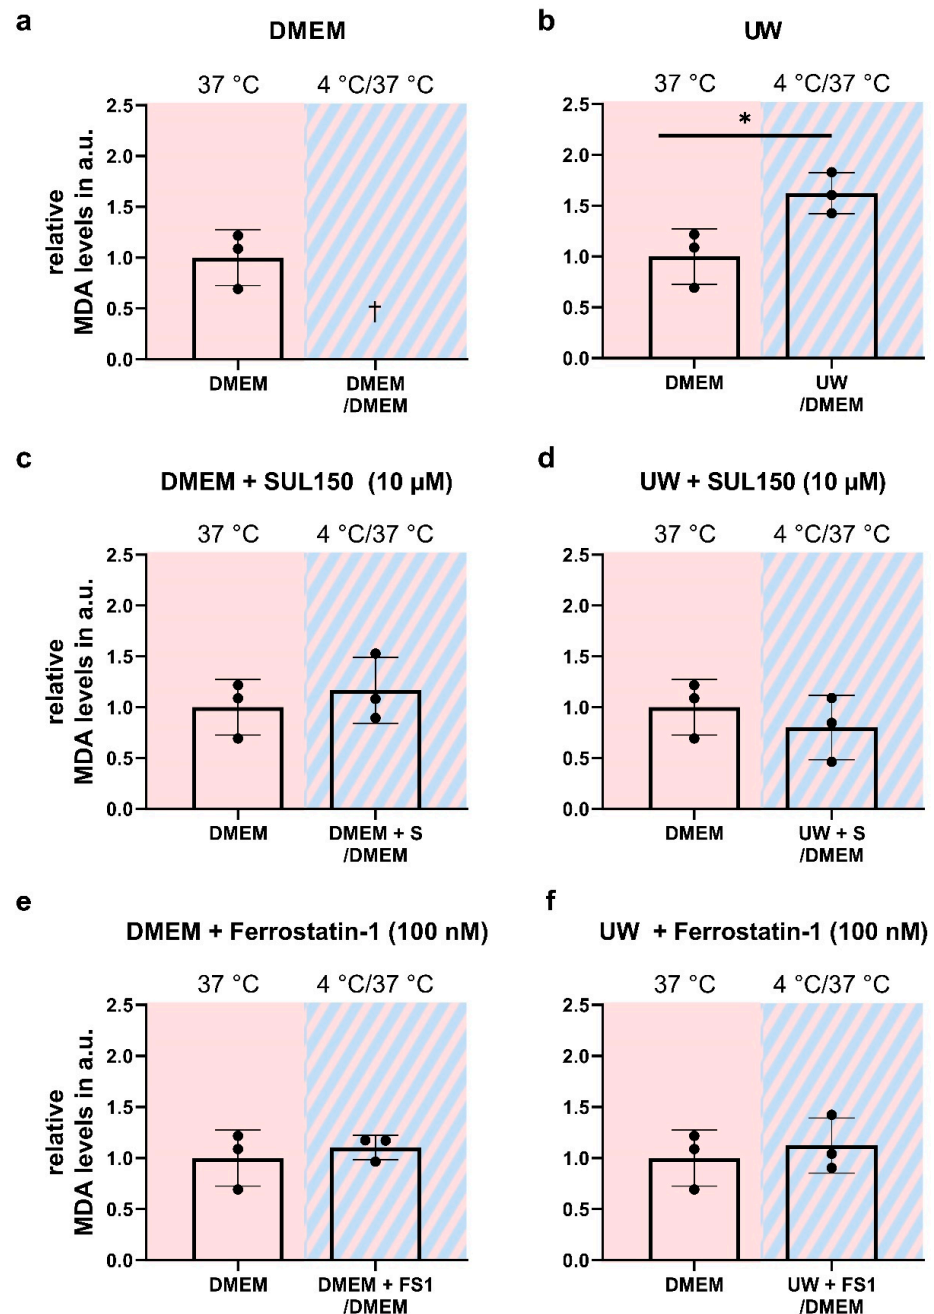 a
DMEM
37 °C
4 °C/37 °C
relative
MDA levels in a.u.
2.5
2.0
1.5
1.0
0.5
0.0
†
DMEM
DMEM
/DMEM
b
UW
37 °C
4 °C/37 °C
2.5
2.0
1.5
1.0
0.5
0.0
*
DMEM
UW
/DMEM
c
DMEM + SUL150 (10 µM)
37 °C
4 °C/37 °C
relative
MDA levels in a.u.
2.5
2.0
1.5
1.0
0.5
0.0
DMEM
DMEM + S
/DMEM
d
UW + SUL150 (10 µM)
37 °C
4 °C/37 °C
2.5
2.0
1.5
1.0
0.5
0.0
DMEM
UW + S
/DMEM
e
DMEM + Ferrostatin-1 (100 nM)
37 °C
4 °C/37 °C
relative
MDA levels in a.u.
2.5
2.0
1.5
1.0
0.5
0.0
DMEM
DMEM + FS1
/DMEM
f
UW + Ferrostatin-1 (100 nM)
37 °C
4 °C/37 °C
2.5
2.0
1.5
1.0
0.5
0.0
DMEM
UW + FS1
/DMEM